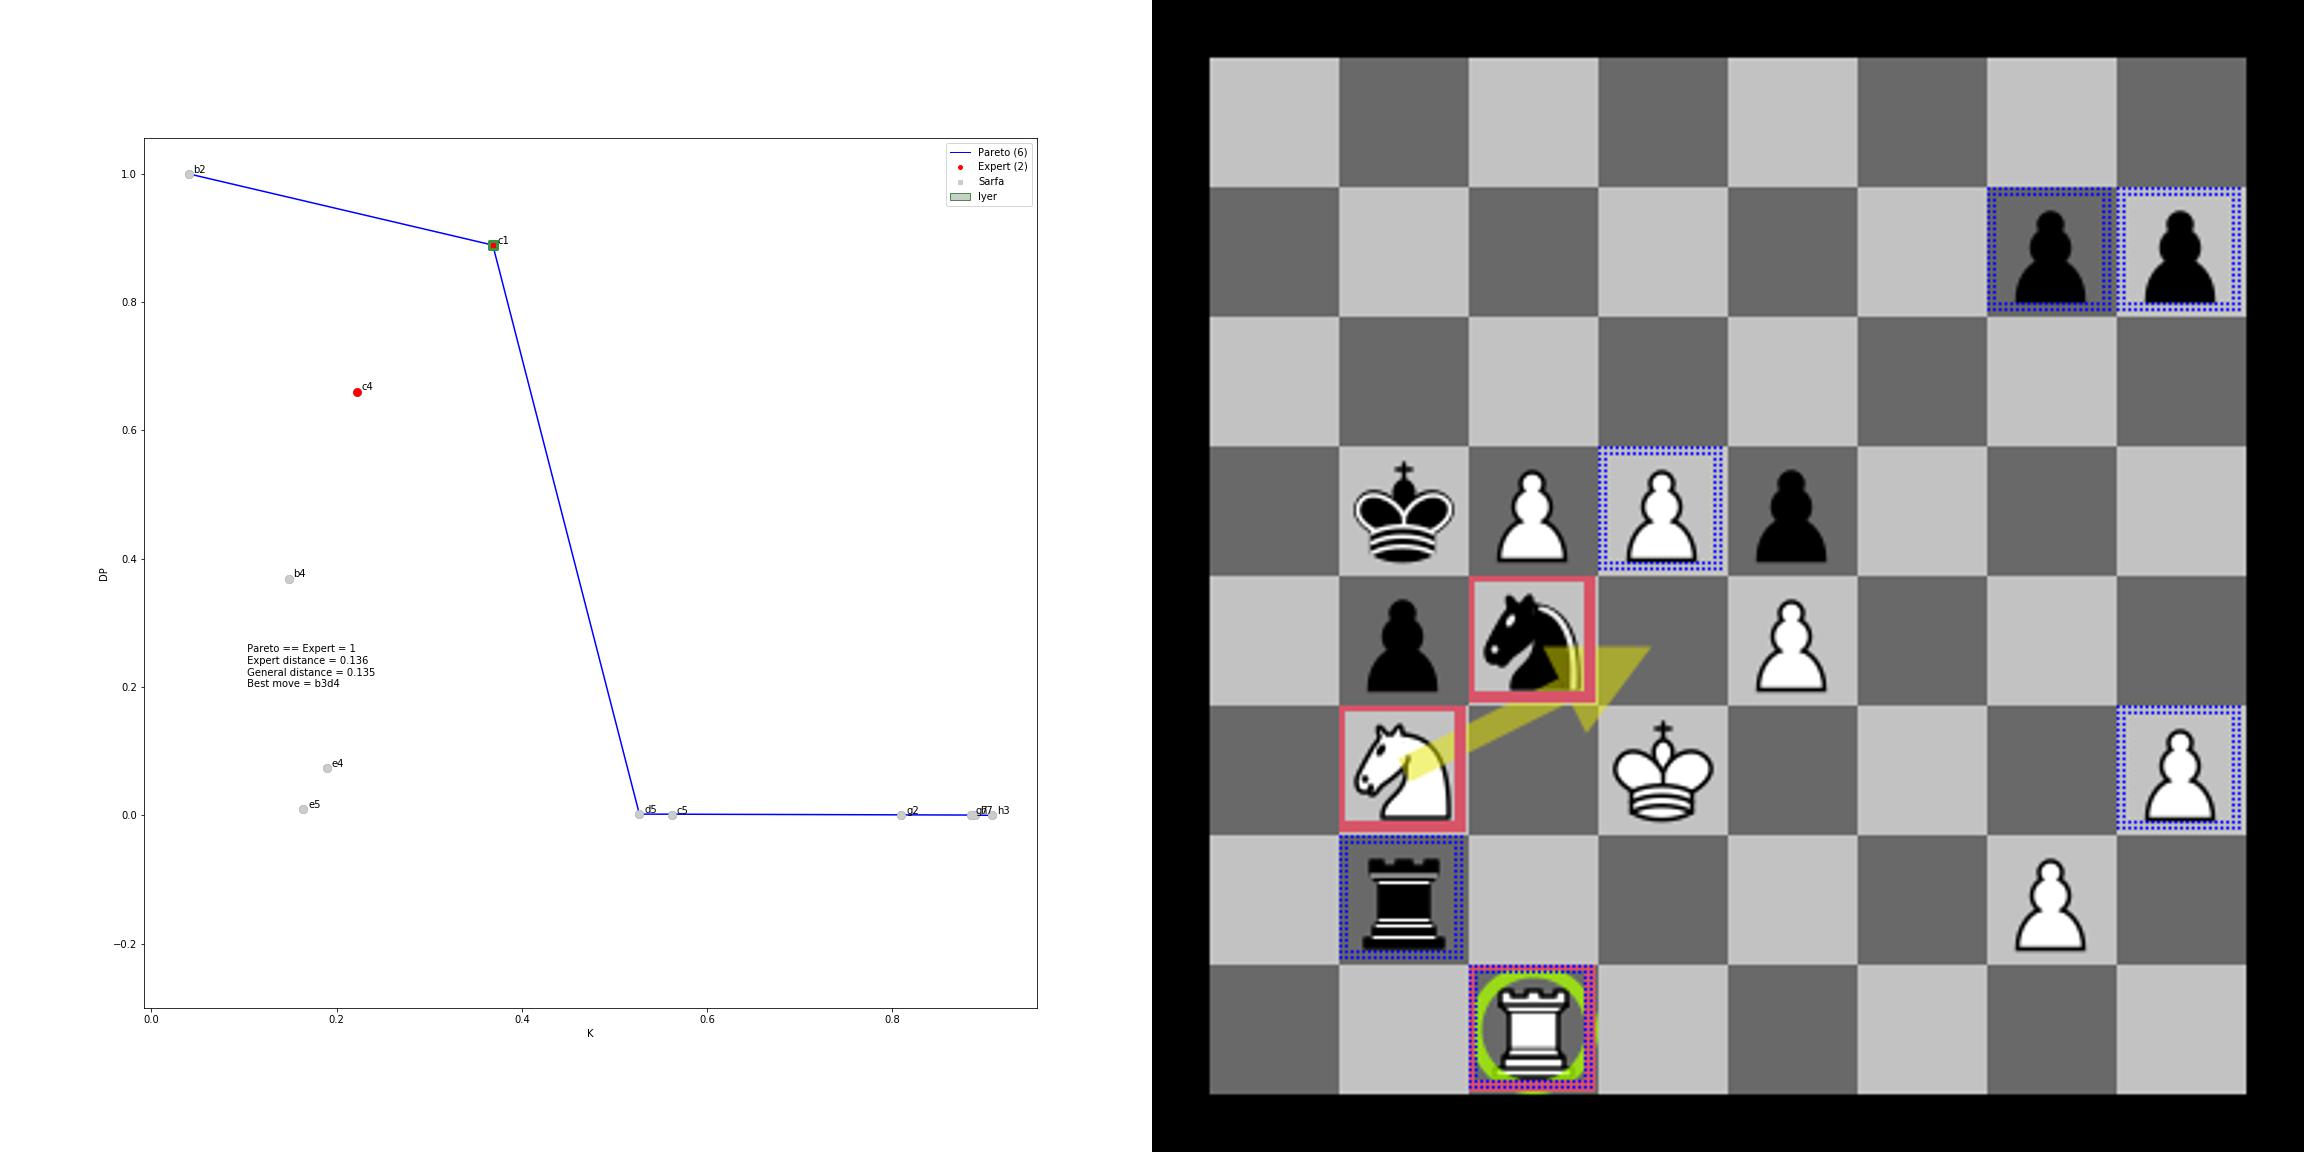 Pareto (6)
Expert (2)
Sarfa
Iyer
b2
1.0
c1
0.8
c4
0.6
b4
0.4
DP
Pareto == Expert = 1
Expert distance = 0.136
General distance = 0.135
Best move = b3d4
0.2
e4
e5
0.0
d5
c5
g2
h3
−0.2
0.0
0.2
0.4
0.6
0.8
K